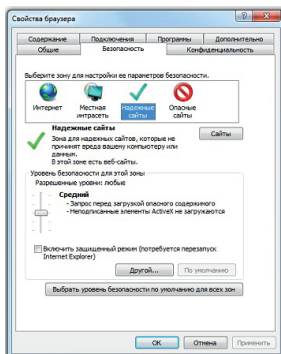 Свойства браузера
Содержание Подключения Программы Дополнительно
Общие Безопасность Конфиденциальность
Выберите зону для настройки ее параметров безопасности.
Интернет Местная интрасеть Надежные сайты Опасные сайты
Надежные сайты
Сайты
Зона для надежных сайтов, которые не
причинят вреда вашему компьютеру или
данным.
В этой зоне есть веб-сайты.
Уровень безопасности для этой зоны
Разрешенные уровни: любые
Средний
- Запрос перед загрузкой опасного содержимого
- Неподписанные элементы ActiveX не загружаются
Включить защищенный режим (потребуется перезапуск
Internet Explorer)
Другой... По умолчанию
Выбрать уровень безопасности по умолчанию для всех зон
ОК Отмена Применить